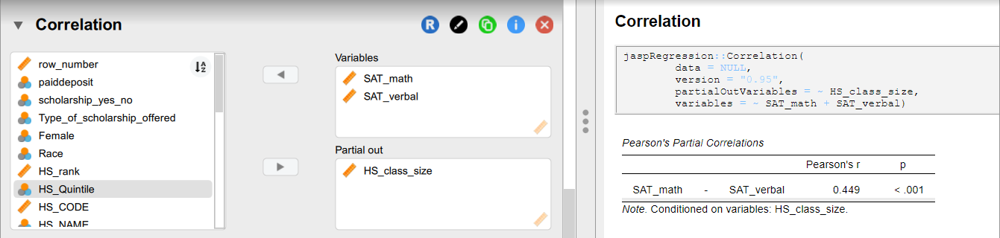 Correlation
R
i
row_number
paiddeposit
scholarship_yes_no
Type_of_scholarship_offered
Female
Race
HS_rank
HS_Quintile
HS_CODE
HS_NAME
A
Z
Variables
SAT_math
SAT_verbal
Partial out
HS_class_size
Correlation
jaspRegression::Correlation(
data = NULL,
version = "0.95",
partialOutVariables = ~ HS_class_size,
variables = ~ SAT_math + SAT_verbal)
Pearson's Partial Correlations
Pearson's r p
SAT_math - SAT_verbal 0.449 < .001
Note. Conditioned on variables: HS_class_size.